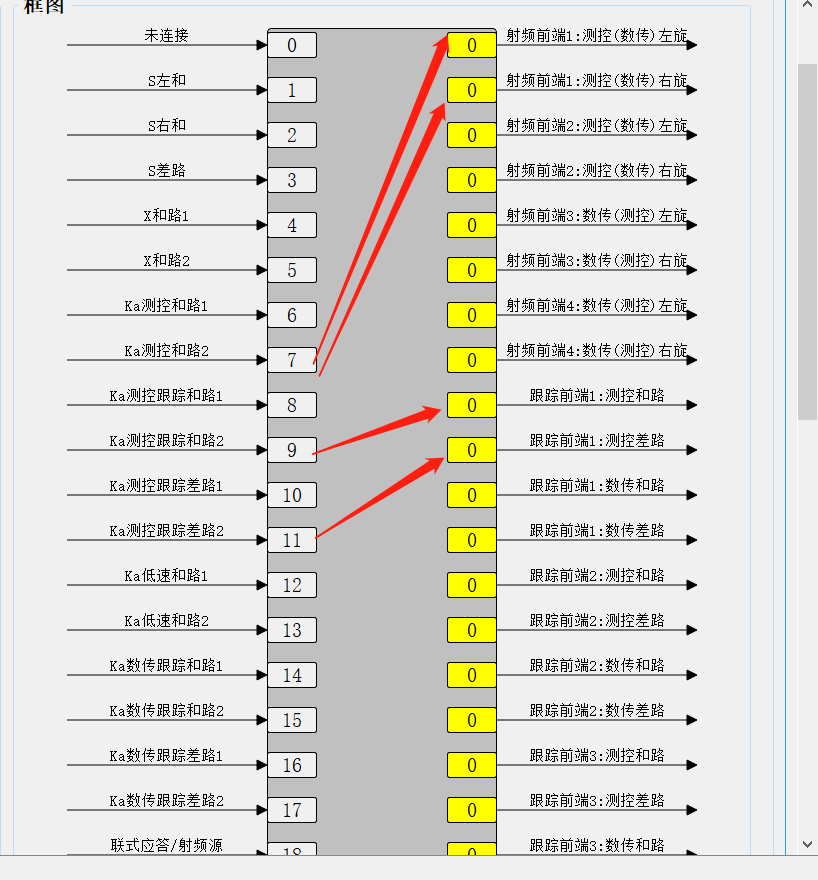 框图
未连接 0 0 射频前端1:测控(数传)左旋
S左和 1 0 射频前端1:测控(数传)右旋
S右和 2 0 射频前端2:测控(数传)左旋
S差路 3 0 射频前端2:测控(数传)右旋
X和路1 4 0 射频前端3:数传(测控)左旋
X和路2 5 0 射频前端3:数传(测控)右旋
Ka测控和路1 6 0 射频前端4:数传(测控)左旋
Ka测控和路2 7 0 射频前端4:数传(测控)右旋
Ka测控跟踪和路1 8 0 跟踪前端1:测控和路
Ka测控跟踪和路2 9 0 跟踪前端1:测控差路
Ka测控跟踪差路1 10 0 跟踪前端1:数传和路
Ka测控跟踪差路2 11 0 跟踪前端1:数传差路
Ka低速和路1 12 0 跟踪前端2:测控和路
Ka低速和路2 13 0 跟踪前端2:测控差路
Ka数传跟踪和路1 14 0 跟踪前端2:数传和路
Ka数传跟踪和路2 15 0 跟踪前端2:数传差路
Ka数传跟踪差路1 16 0 跟踪前端3:测控和路
Ka数传跟踪差路2 17 0 跟踪前端3:测控差路
联式应答/射频源 18 0 跟踪前端3:数传和路